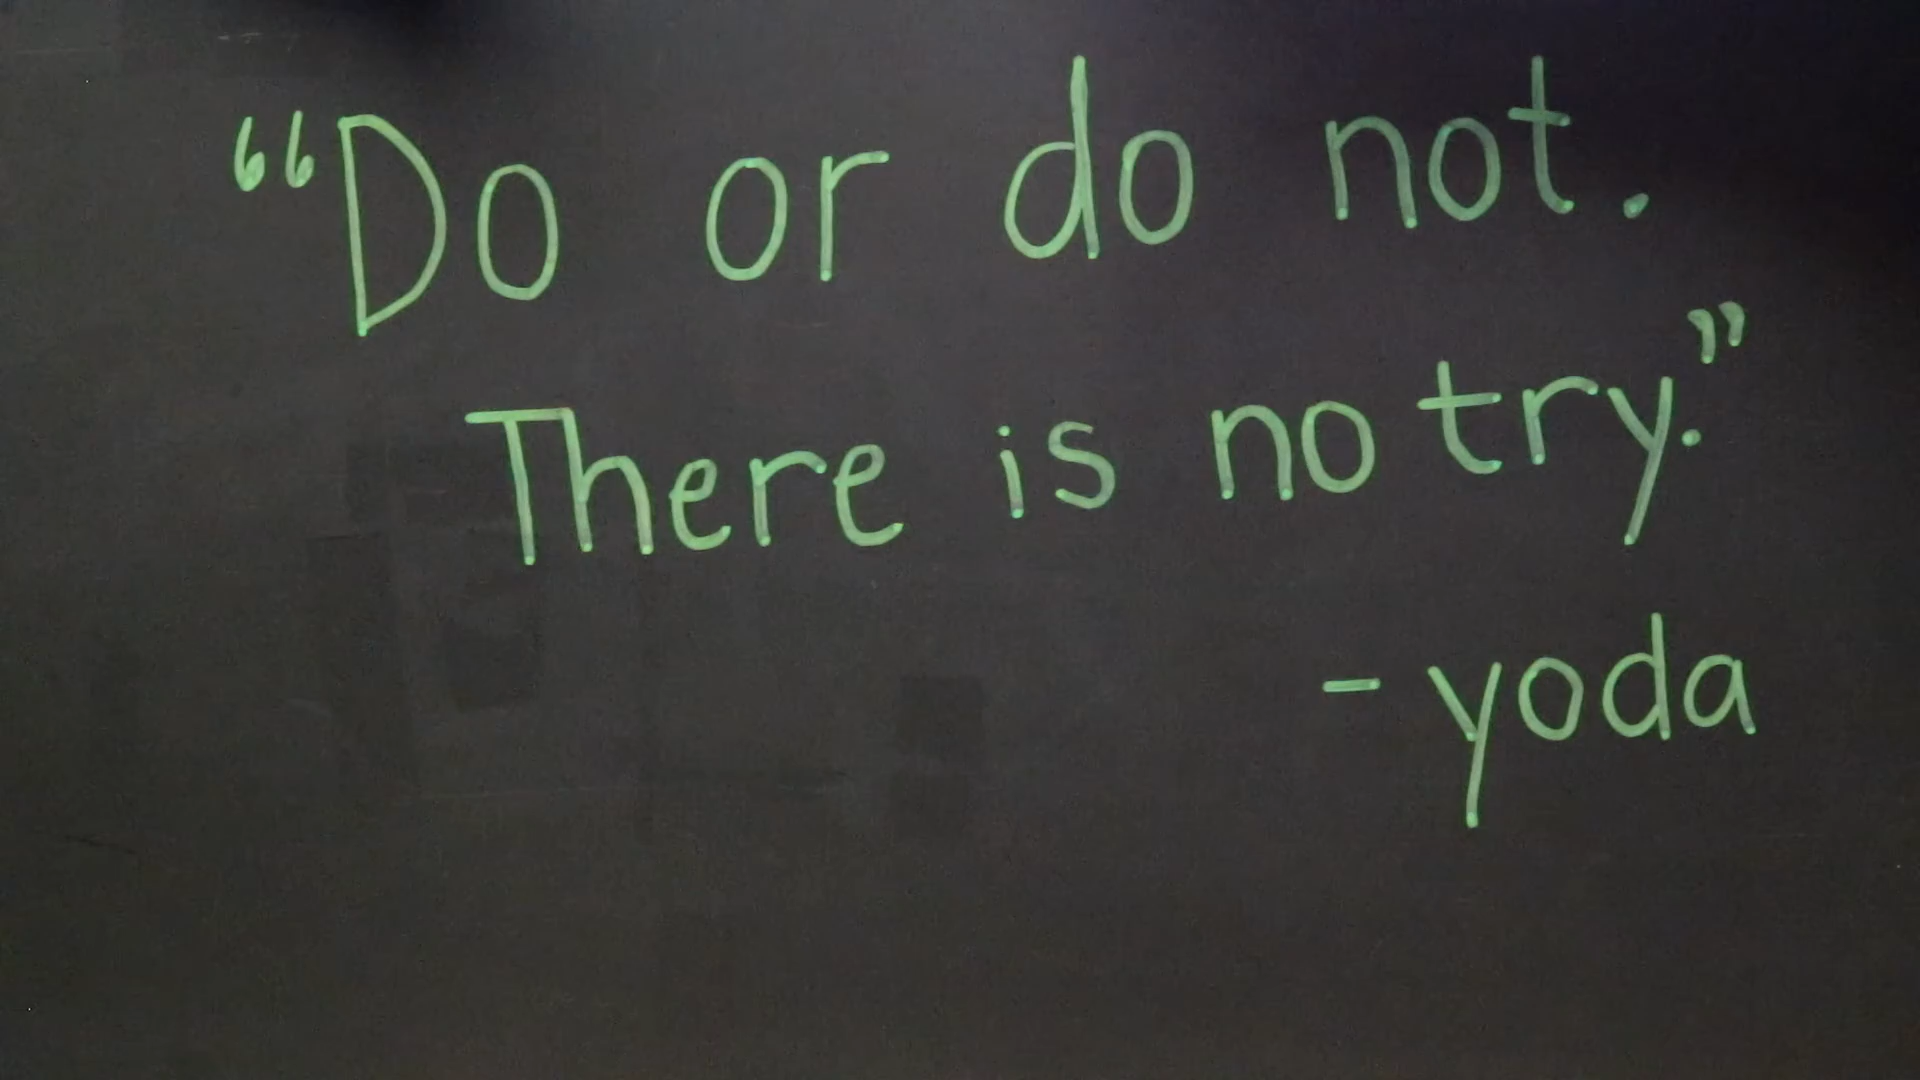 “Do or do not.
There is no try.”
- yoda